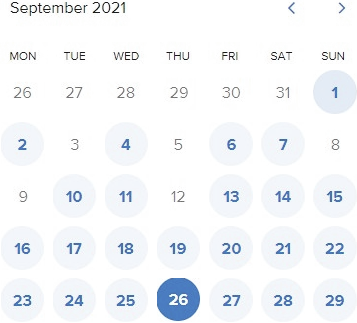 September 2021
MON TUE WED THU FRI SAT SUN
26 27 28 29 30 31 1
2 3 4 5 6 7 8
9 10 11 12 13 14 15
16 17 18 19 20 21 22
23 24 25 26 27 28 29